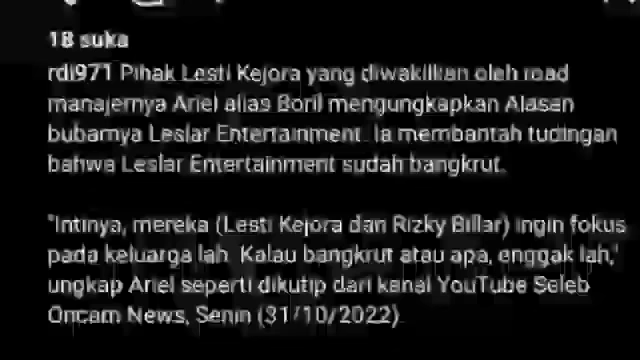 18 suka
rdi971 Pihak Lesti Kejora yang diwakilkan oleh road
manajernya Ariel alias Boril mengungkapkan Alasan
bubarnya Leslar Entertainment. Ia membantah tudingan
bahwa Leslar Entertainment sudah bangkrut.
"Intinya, mereka (Lesti Kejora dan Rizky Billar) ingin fokus
pada keluarga lah. Kalau bangkrut atau apa, enggak lah,"
ungkap Ariel seperti dikutip dari kanal YouTube Seleb
Oncam News, Senin (31/10/2022).